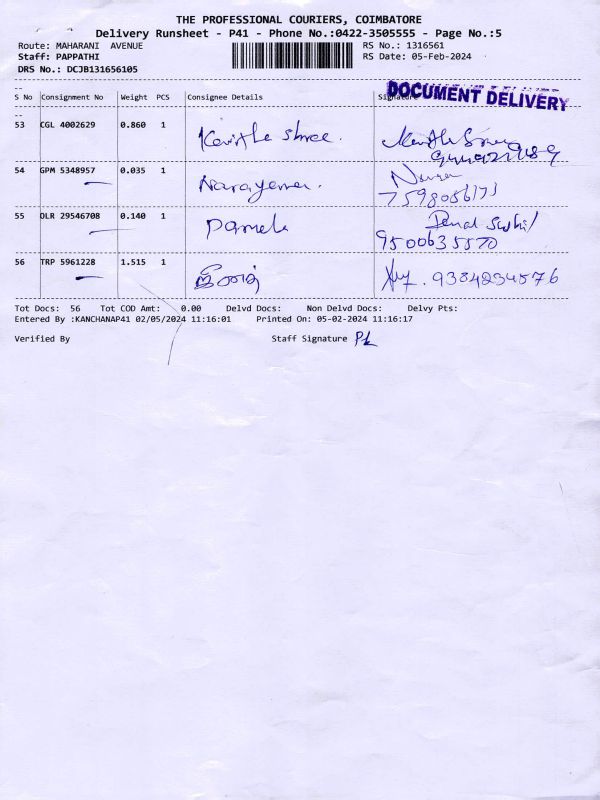 THE PROFESSIONAL COURIERS, COIMBATORE
Delivery Runsheet - P41 - Phone No.:0422-3505555 - Page No.:5
Route: MAHARANI AVENUE
RS No.: 1316561
Staff: PAPPATHI
RS Date: 05-Feb-2024
DRS No.: DCJB131656105
DOCUMENT DELIVERY
S No Consignment No Weight PCS Consignee Details Signature
53 CGL 4002629 0.860 1 Kavitha Shree.
54 GPM 5348957 0.035 1 Narayanan.
7598056173
55 DLR 29546708 0.140 1 Pamela
9500635570
56 TRP 5961228 1.515 1
9384234576
Tot Docs: 56 Tot COD Amt: 0.00 Delvd Docs: Non Delvd Docs: Delvy Pts:
Entered By :KANCHANAP41 02/05/2024 11:16:01 Printed On: 05-02-2024 11:16:17
Verified By Staff Signature